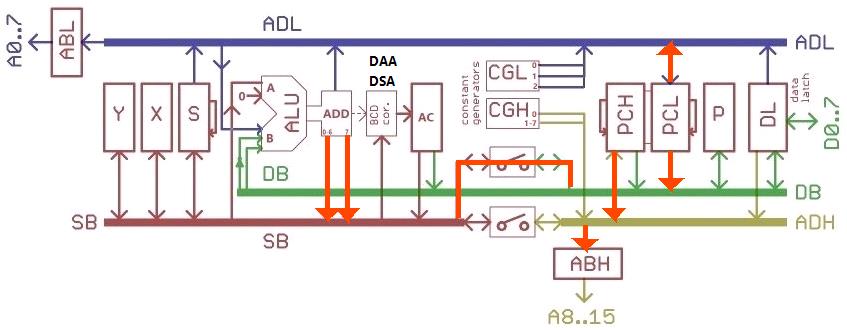 ADL
A0..7
ABL
ADL
DAA
DSA
constant
generators
CGL
0
1
2
CGH
0
1-7
data
latch
Y
X
S
0
A
B
ALU
ADD
0-6
7
BCD
cor.
AC
PCH
PCL
P
DL
D0..7
DB
DB
SB
SB
ADH
ABH
A8..15